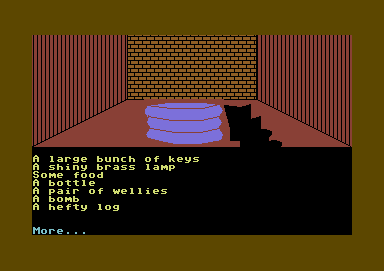 A large bunch of keys
A shiny brass lamp
Some food
A bottle
A pair of wellies
A bomb
A hefty log
More...